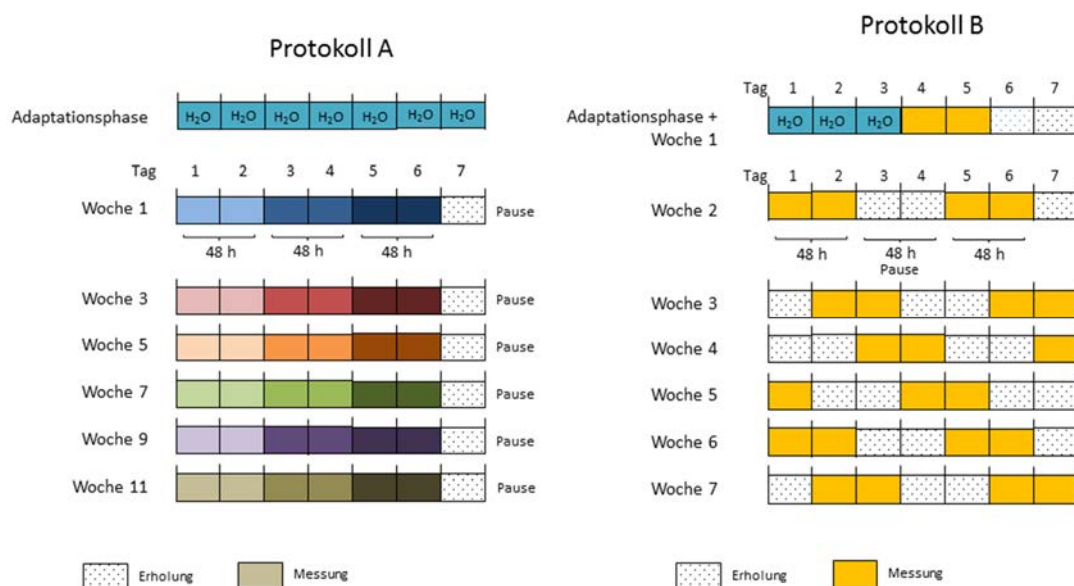 Protokoll A
Adaptationsphase
H₂O H₂O H₂O H₂O H₂O H₂O H₂O
Tag 1 2 3 4 5 6 7
Woche 1 Pause
48 h 48 h 48 h
Woche 3 Pause
Woche 5 Pause
Woche 7 Pause
Woche 9 Pause
Woche 11 Pause
Erholung Messung
Protokoll B
Tag 1 2 3 4 5 6 7
Adaptationsphase +
Woche 1
H₂O H₂O H₂O
Tag 1 2 3 4 5 6 7
Woche 2
48 h 48 h 48 h
Pause
Woche 3
Woche 4
Woche 5
Woche 6
Woche 7
Erholung Messung